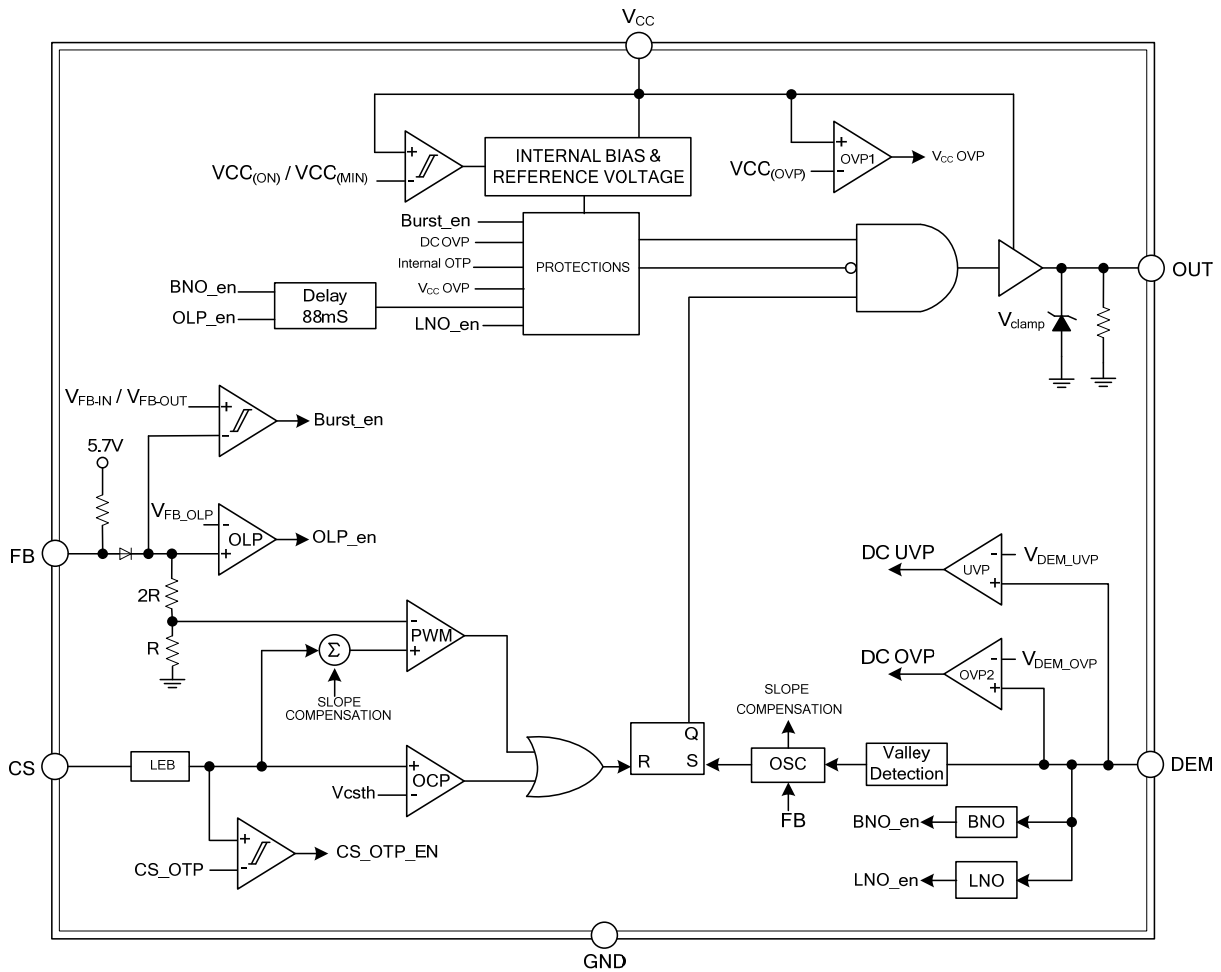 VCC
VCC(ON) / VCC(MIN)
+
-
INTERNAL BIAS &
REFERENCE VOLTAGE
VCC(OVP)
+
-
OVP1
VCC OVP
Burst_en
DC OVP
Internal OTP
VCC OVP
LNO_en
PROTECTIONS
BNO_en
OLP_en
Delay
88mS
OUT
Vclamp
VFB-IN / VFB-OUT
+
-
Burst_en
5.7V
VFB_OLP
-
+
OLP
OLP_en
FB
2R
R
-
+
PWM
Σ
SLOPE
COMPENSATION
CS
LEB
Vcsth
+
-
OCP
CS_OTP
+
-
CS_OTP_EN
R
Q
S
SLOPE
COMPENSATION
OSC
FB
Valley
Detection
DC UVP
UVP
-
+
VDEM_UVP
DC OVP
OVP2
-
+
VDEM_OVP
DEM
BNO_en
BNO
LNO_en
LNO
GND